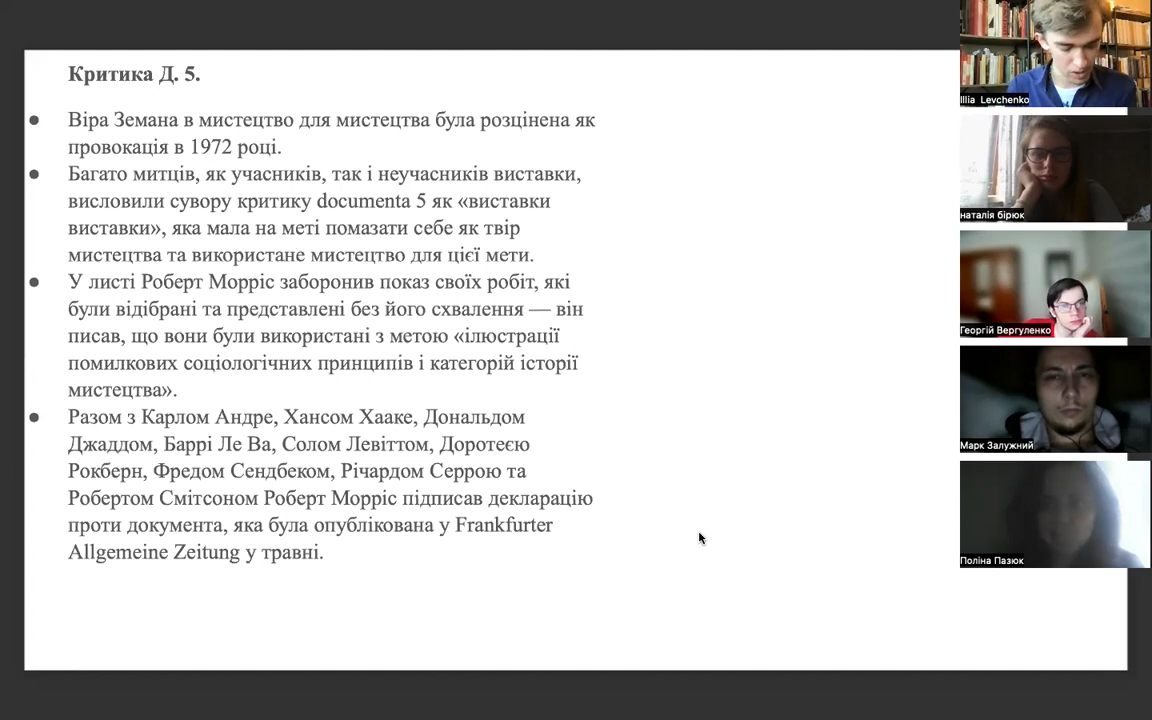 Критика Д. 5.
Віра Земана в мистецтво для мистецтва була розцінена як
провокація в 1972 році.
Багато митців, як учасників, так і неучасників виставки,
висловили сувору критику documenta 5 як «виставки
виставки», яка мала на меті помазати себе як твір
мистецтва та використане мистецтво для цієї мети.
У листі Роберт Морріс заборонив показ своїх робіт, які
були відібрані та представлені без його схвалення — він
писав, що вони були використані з метою «ілюстрації
помилкових соціологічних принципів і категорій історії
мистецтва».
Разом з Карлом Андре, Хансом Хааке, Дональдом
Джаддом, Баррі Ле Ва, Солом Левіттом, Доротеєю
Рокберн, Фредом Сендбеком, Річардом Серрою та
Робертом Смітсоном Роберт Морріс підписав декларацію
проти документа, яка була опублікована у Frankfurter
Allgemeine Zeitung у травні.
Illia Levchenko
наталія бірюк
Георгій Вергуленко
Марк Залужний
Поліна Пазюк